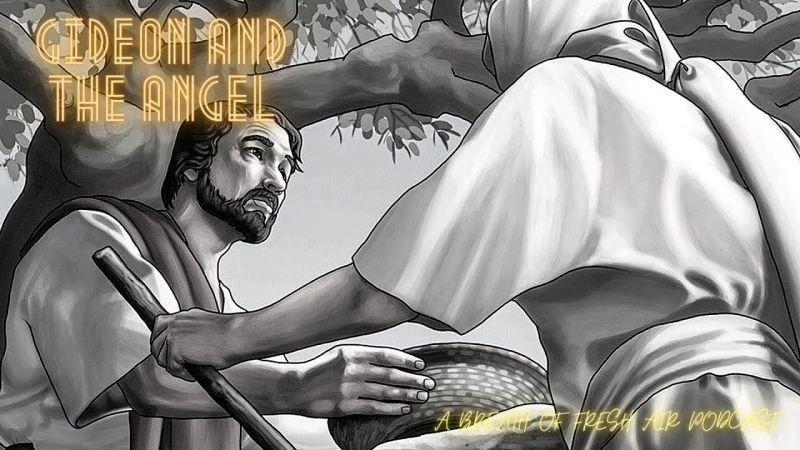 GIDEON AND
THE ANGEL
A BREATH OF FRESH AIR PODCAST